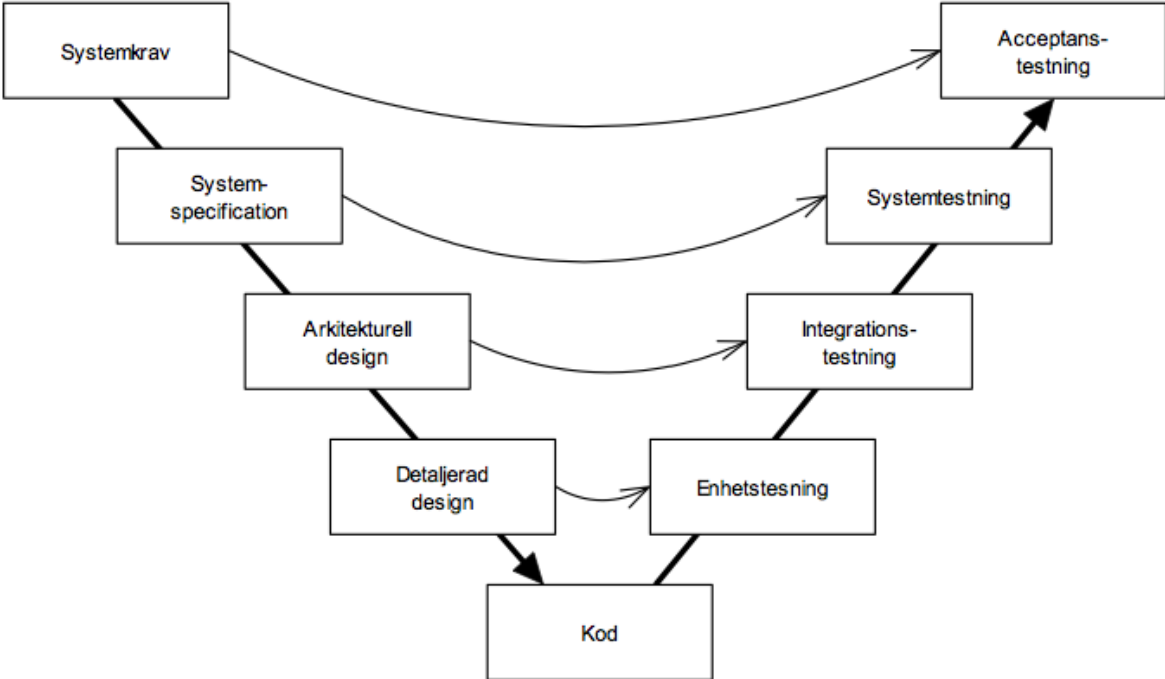 Systemkrav
Acceptans-
testning
System-
specification
Systemtestning
Arkitekturell
design
Integrations-
testning
Detaljerad
design
Enhetstesning
Kod